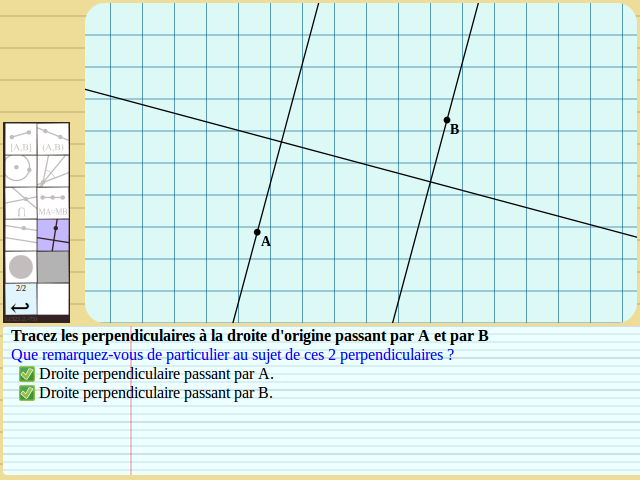 [A,B] (A,B)
MA=MB
2/2
A
B
Tracez les perpendiculaires à la droite d'origine passant par A et par B
Que remarquez-vous de particulier au sujet de ces 2 perpendiculaires ?
Droite perpendiculaire passant par A.
Droite perpendiculaire passant par B.